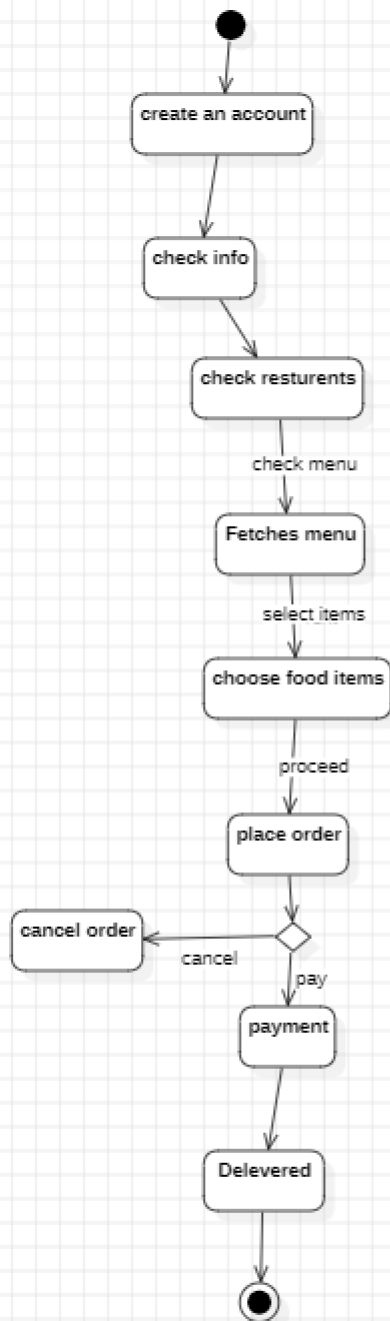 create an account
check info
check resturents
check menu
Fetches menu
select items
choose food items
proceed
place order
cancel order
cancel
pay
payment
Delevered